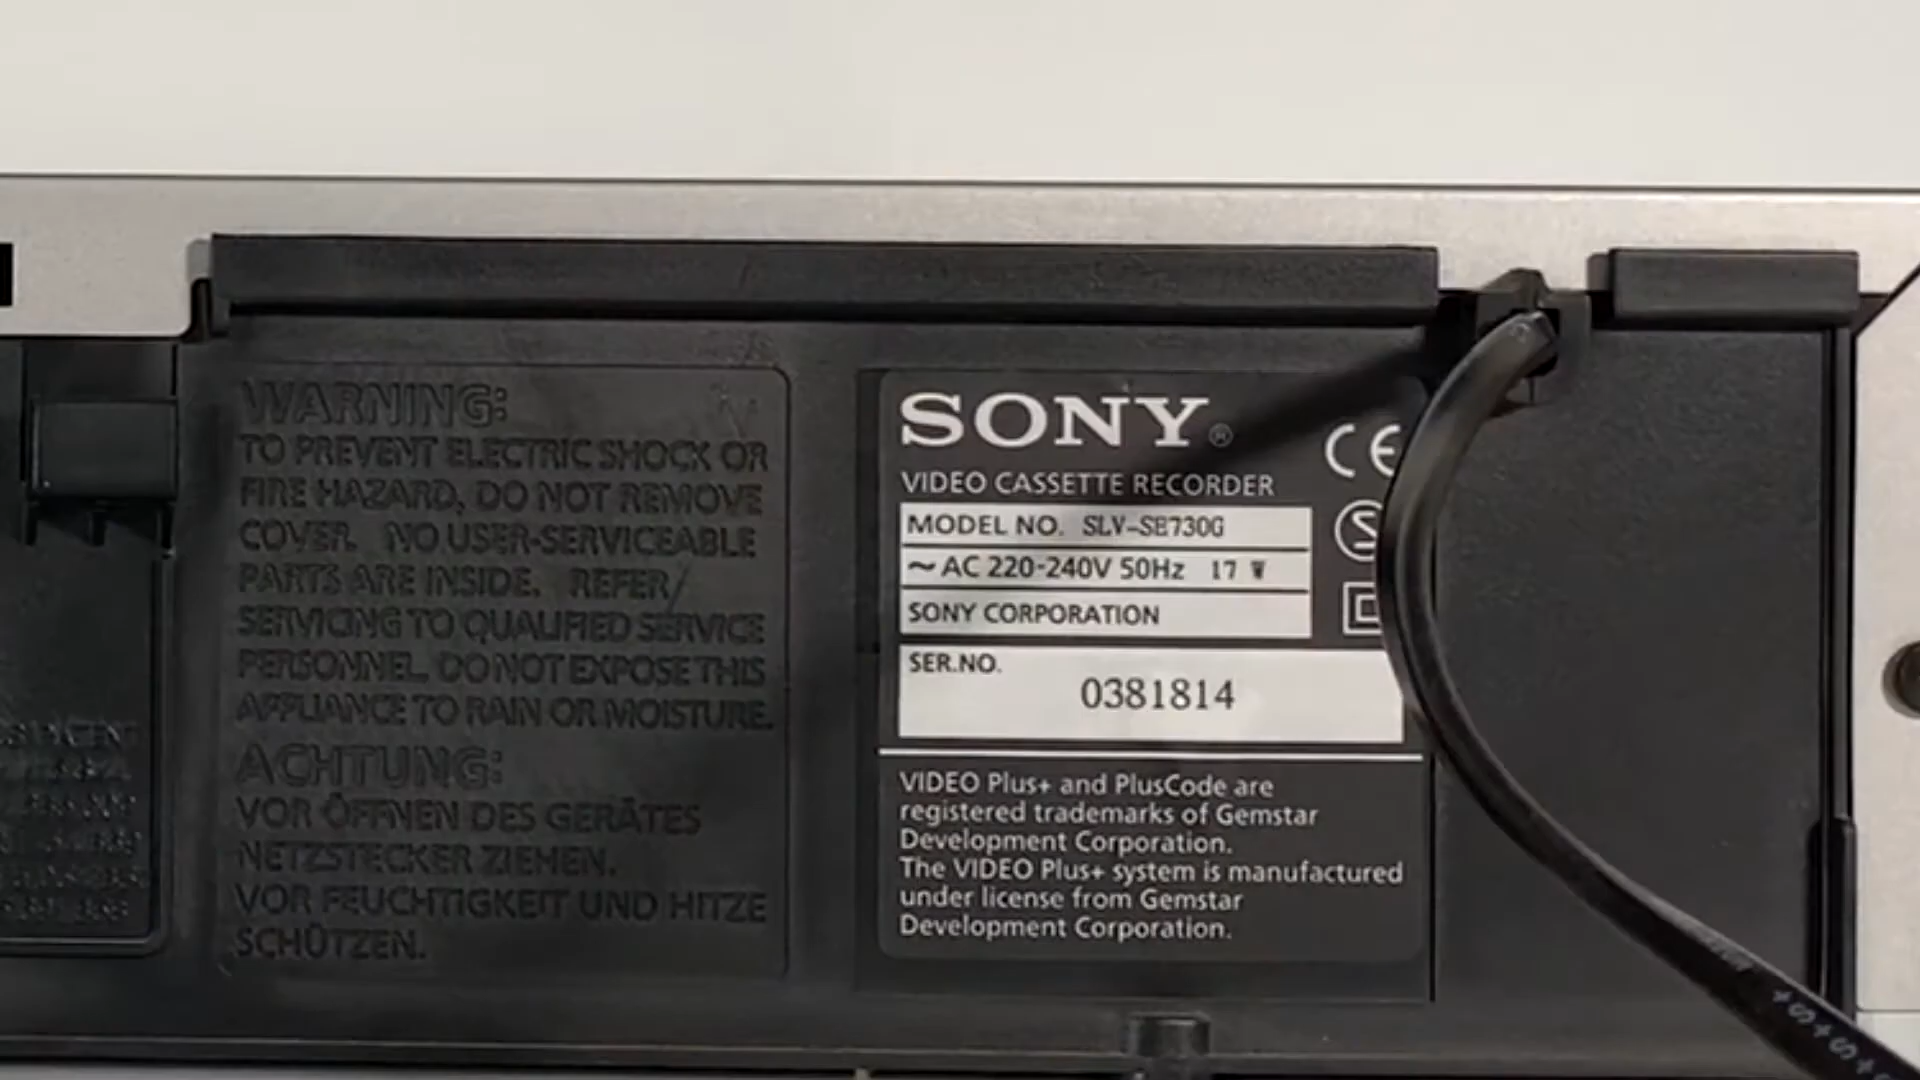 WARNING:
TO PREVENT ELECTRIC SHOCK OR
FIRE HAZARD, DO NOT REMOVE
COVER. NO USER-SERVICEABLE
PARTS ARE INSIDE. REFER
SERVICING TO QUALIFIED SERVICE
PERSONNEL. DO NOT EXPOSE THIS
APPLIANCE TO RAIN OR MOISTURE.
ACHTUNG:
VOR ÖFFNEN DES GERÄTES
NETZSTECKER ZIEHEN.
VOR FEUCHTIGKEIT UND HITZE
SCHÜTZEN.
PATENT
SONY®
VIDEO CASSETTE RECORDER
CE
S
MODEL NO. SLV-SE730G
~ AC 220-240V 50Hz 17 W
SONY CORPORATION
SER.NO.
0381814
VIDEO Plus+ and PlusCode are
registered trademarks of Gemstar
Development Corporation.
The VIDEO Plus+ system is manufactured
under license from Gemstar
Development Corporation.
+S+S+S